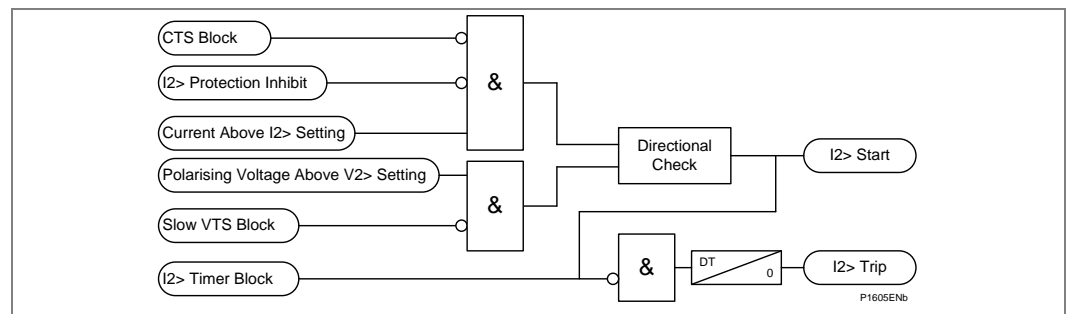 CTS Block
I2> Protection Inhibit
&
Current Above I2> Setting
Directional
Check
I2> Start
Polarising Voltage Above V2> Setting
&
Slow VTS Block
I2> Timer Block
&
DT
0
I2> Trip
P1605ENb